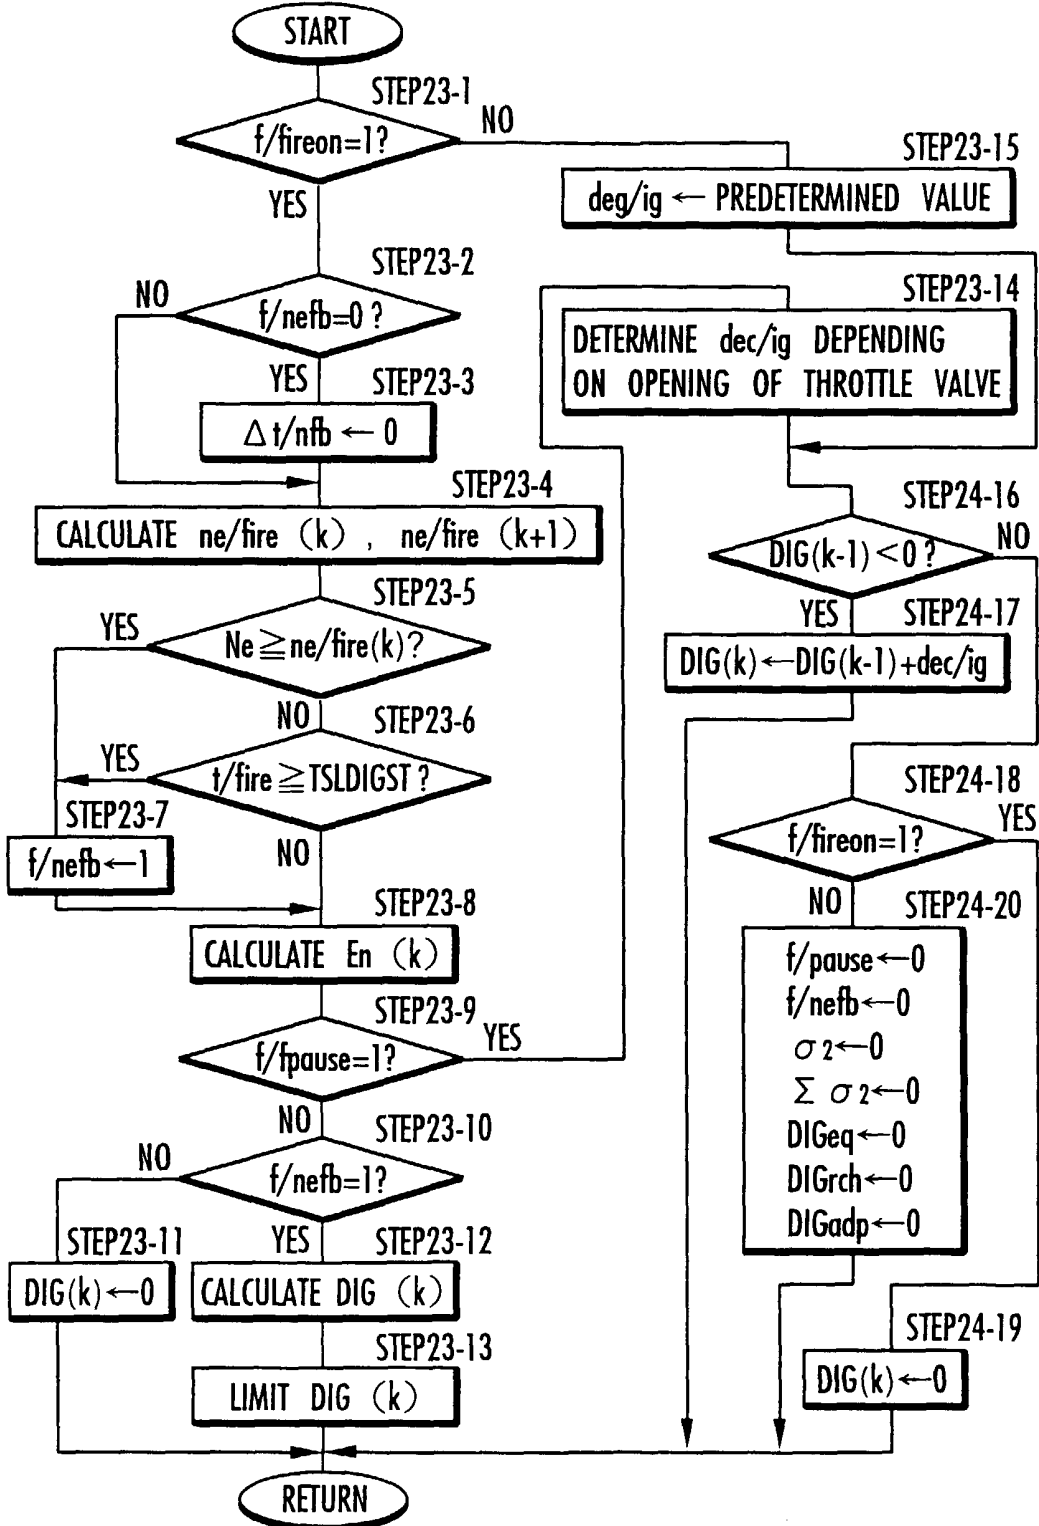 START
STEP23-1
f/fireon=1?
NO
YES
STEP23-15
deg/ig ← PREDETERMINED VALUE
STEP23-2
NO
f/nefb=0 ?
YES
STEP23-3
Δ t/nfb ← 0
STEP23-14
DETERMINE dec/ig DEPENDING
ON OPENING OF THROTTLE VALVE
STEP23-4
CALCULATE ne/fire (k) , ne/fire (k+1)
STEP23-5
YES
Ne ≧ ne/fire(k)?
NO
STEP23-6
YES
t/fire ≧ TSLDIGST ?
STEP23-7
f/nefb←1
NO
STEP23-8
CALCULATE En (k)
STEP23-9
YES
f/fpause=1?
NO
STEP23-10
NO
f/nefb=1?
STEP23-11
DIG(k)←0
YES
STEP23-12
CALCULATE DIG (k)
STEP23-13
LIMIT DIG (k)
RETURN
STEP24-16
NO
DIG(k-1) <0 ?
YES
STEP24-17
DIG(k)←DIG(k-1)+dec/ig
STEP24-18
YES
f/fireon=1?
NO
STEP24-20
f/pause←0
f/nefb←0
σ 2←0
Σ σ 2←0
DIGeq←0
DIGrch←0
DIGadp←0
STEP24-19
DIG(k)←0